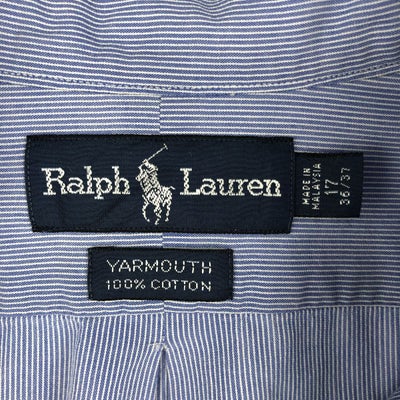 Ralph Lauren
MADE IN
MALAYSIA
17
36/37
YARMOUTH
100% COTTON